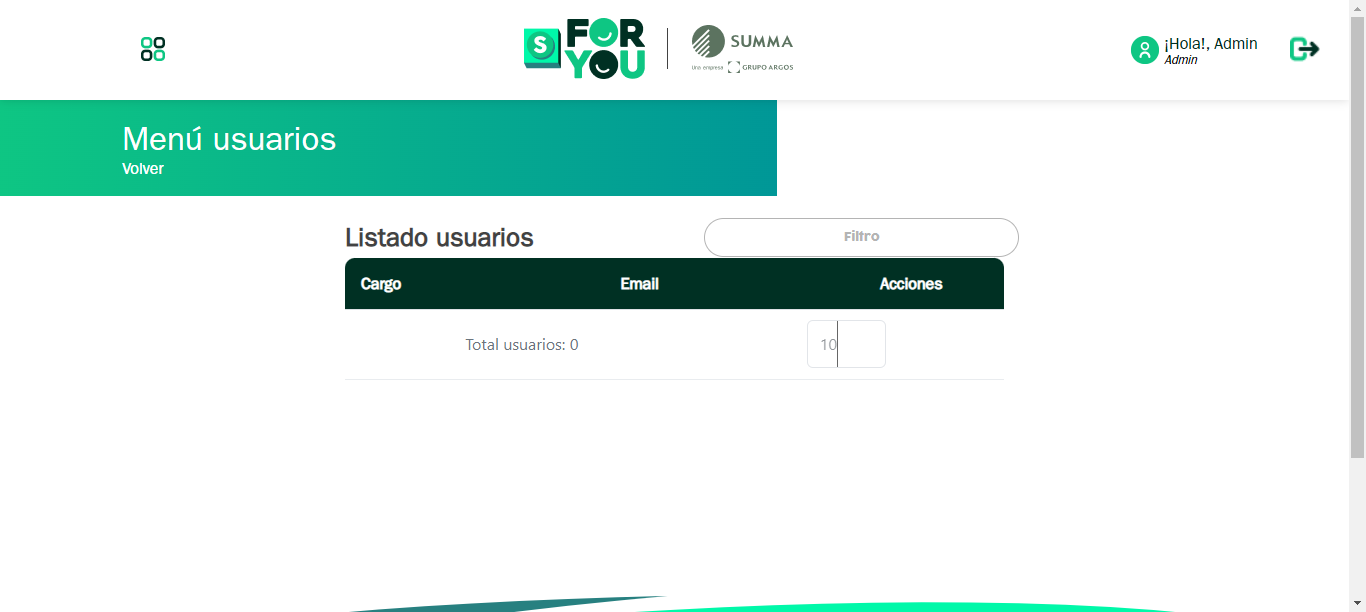 S
FOR
YOU
SUMMA
Una empresa GRUPO ARGOS
¡Hola!, Admin
Admin
Menú usuarios
Volver
Listado usuarios
Filtro
Cargo Email Acciones
Total usuarios: 0
10